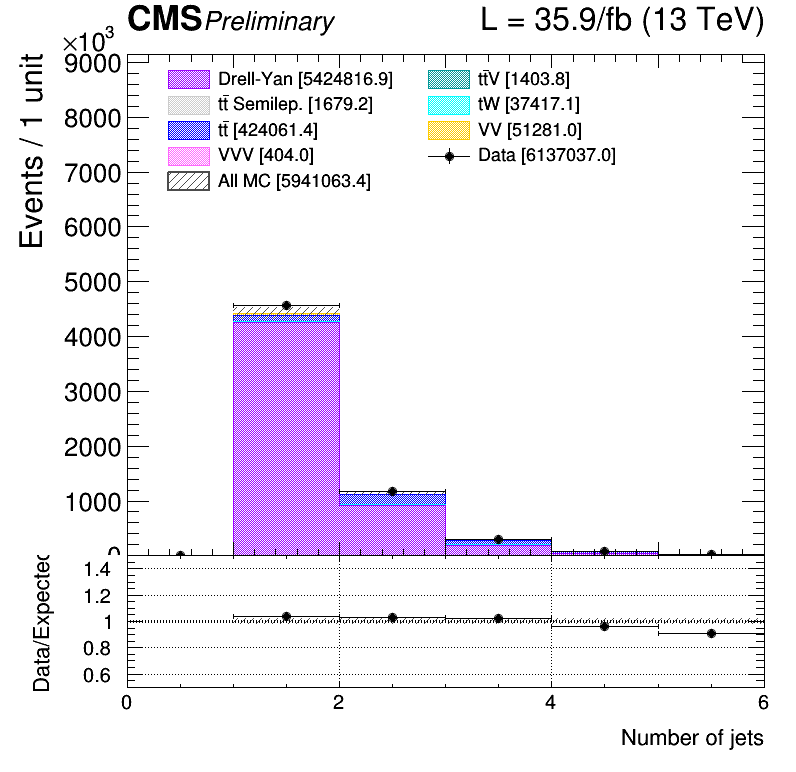 CMS Preliminary L = 35.9/fb (13 TeV)
×10³
Events / 1 unit
9000
8000
7000
6000
5000
4000
3000
2000
1000
0
Drell-Yan [5424816.9]
tt̄ Semilep. [1679.2]
tt̄ [424061.4]
VVV [404.0]
All MC [5941063.4]
tt̄V [1403.8]
tW [37417.1]
VV [51281.0]
Data [6137037.0]
Data/Expected
1.4
1.2
1
0.8
0.6
0 2 4 6
Number of jets